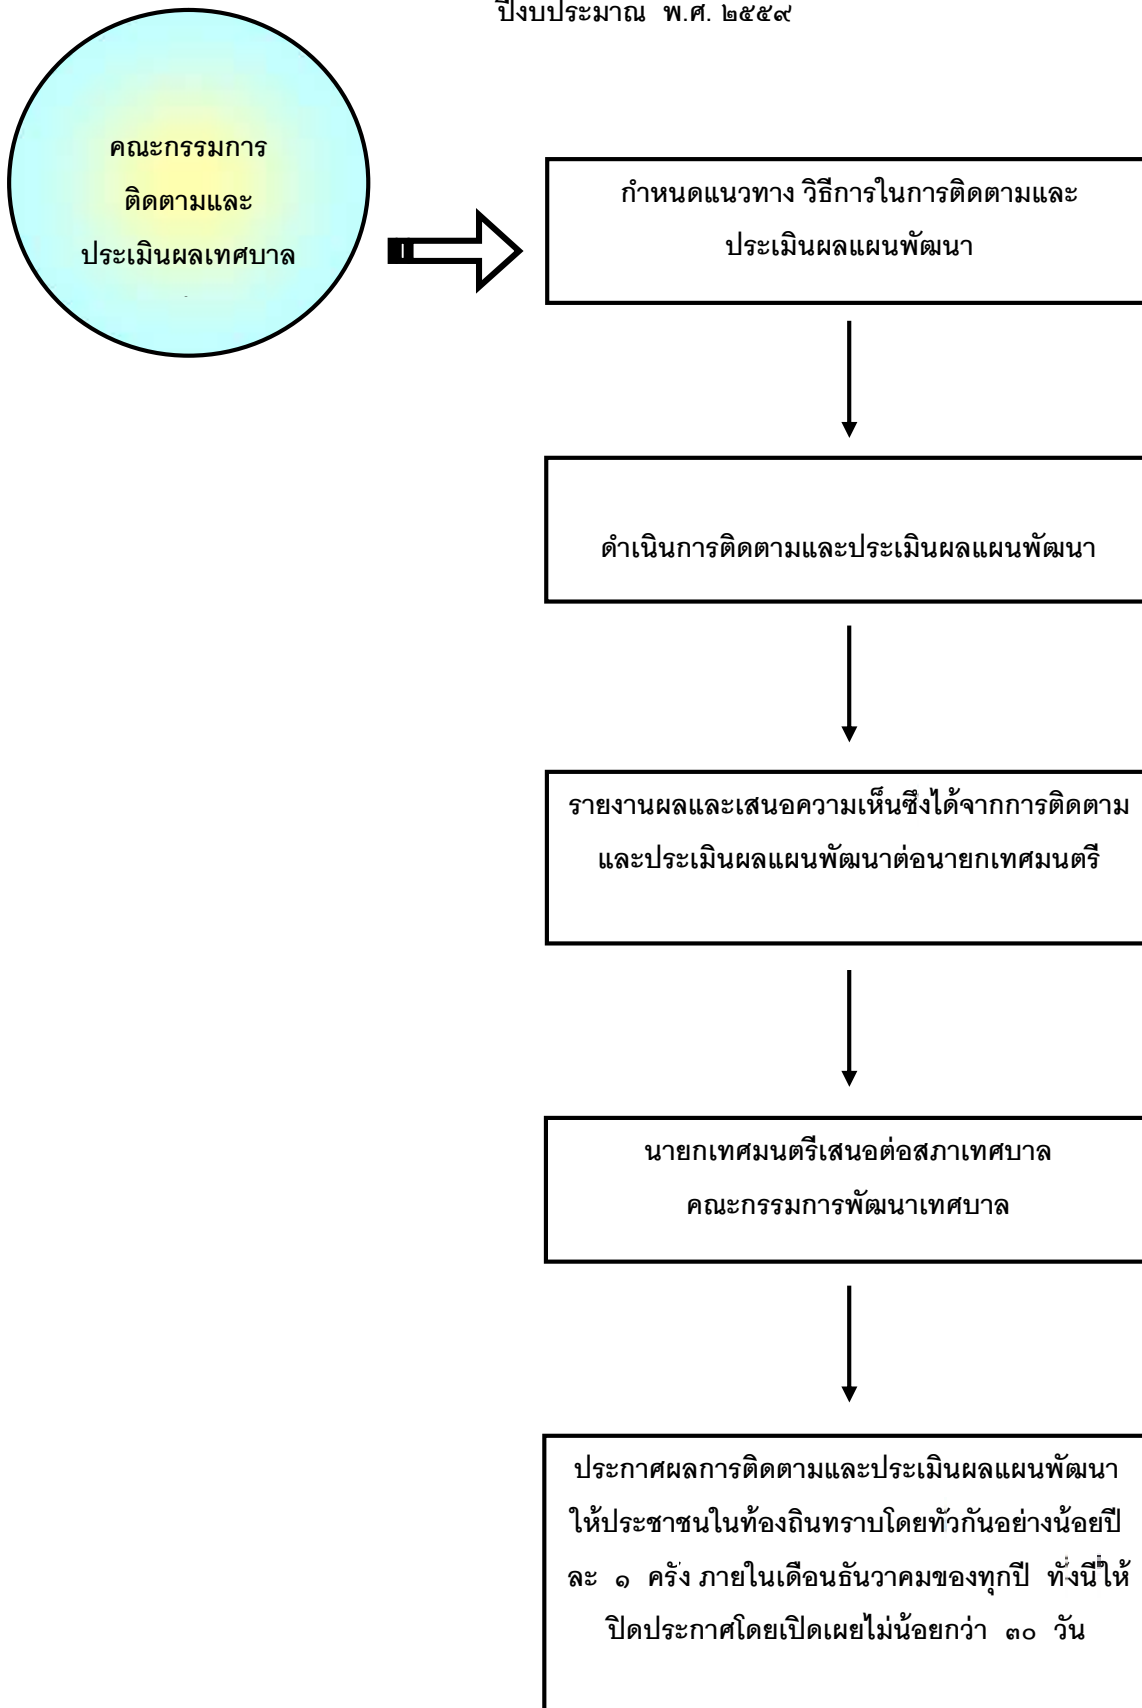 ปีงบประมาณ พ.ศ. ๒๕๕๙
คณะกรรมการ
ติดตามและ
ประเมินผลเทศบาล
กำหนดแนวทาง วิธีการในการติดตามและ
ประเมินผลแผนพัฒนา
ดำเนินการติดตามและประเมินผลแผนพัฒนา
รายงานผลและเสนอความเห็นซึ่งได้จากการติดตาม
และประเมินผลแผนพัฒนาต่อนายกเทศมนตรี
นายกเทศมนตรีเสนอต่อสภาเทศบาล
คณะกรรมการพัฒนาเทศบาล
ประกาศผลการติดตามและประเมินผลแผนพัฒนา
ให้ประชาชนในท้องถิ่นทราบโดยทั่วกันอย่างน้อยปี
ละ ๑ ครั้ง ภายในเดือนธันวาคมของทุกปี ทั้งนี้ให้
ปิดประกาศโดยเปิดเผยไม่น้อยกว่า ๓๐ วัน